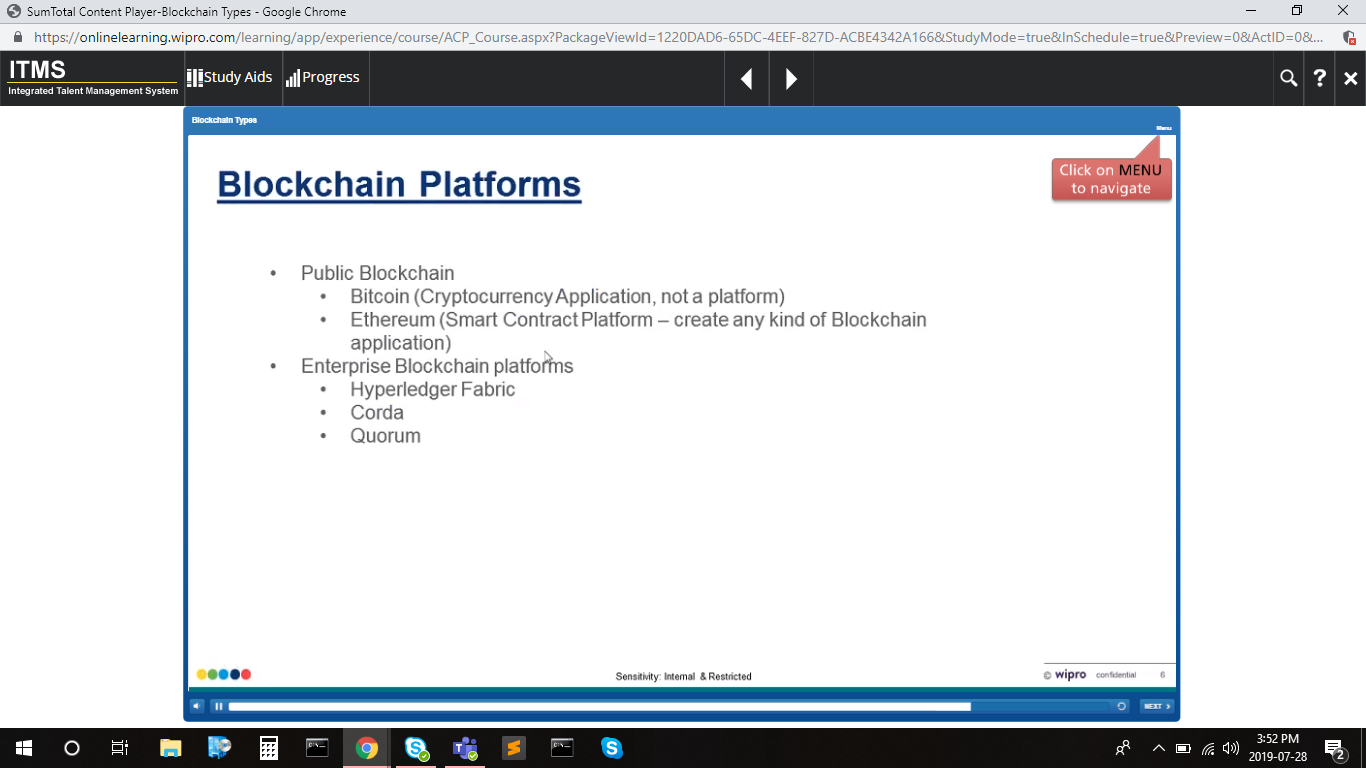 SumTotal Content Player-Blockchain Types - Google Chrome
https://onlinelearning.wipro.com/learning/app/experience/course/ACP_Course.aspx?PackageViewId=1220DAD6-65DC-4EEF-827D-ACBE4342A166&StudyMode=true&InSchedule=true&Preview=0&ActID=0&...
ITMS
Integrated Talent Management System
Study Aids
Progress
?
Blockchain Types
Menu
Click on MENU
to navigate
Blockchain Platforms
• Public Blockchain
• Bitcoin (Cryptocurrency Application, not a platform)
• Ethereum (Smart Contract Platform – create any kind of Blockchain
application)
• Enterprise Blockchain platforms
• Hyperledger Fabric
• Corda
• Quorum
Sensitivity: Internal & Restricted
© wipro confidential 6
NEXT >
3:52 PM
2019-07-28
2